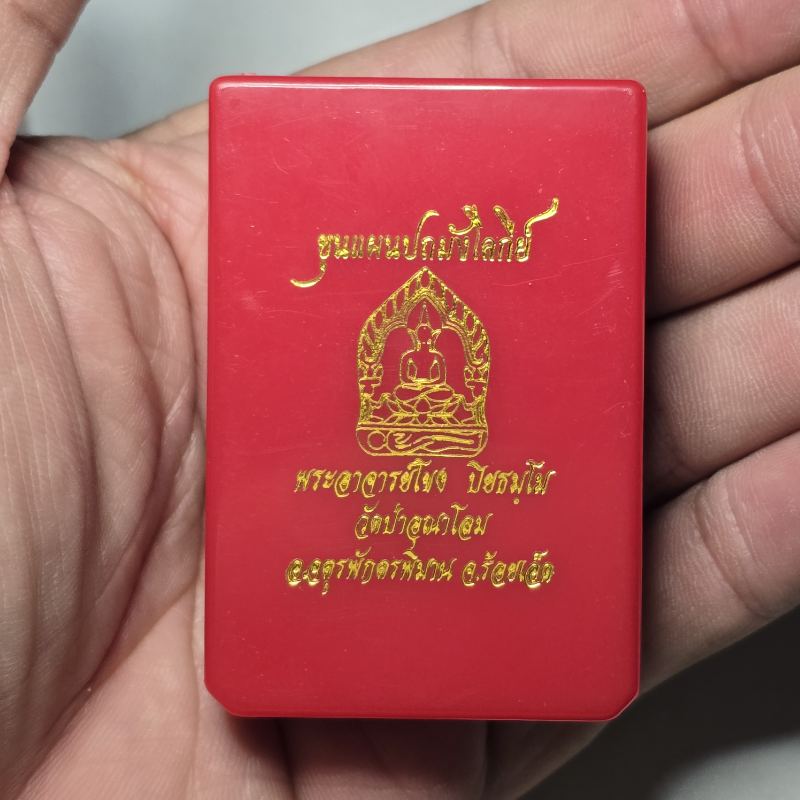 ขุนแผนปถมังโลกีย์
พระอาจารย์โขง ปิยธมฺโม
วัดป่าอุณาโลม
อ.จตุรพักตรพิมาน จ.ร้อยเอ็ด